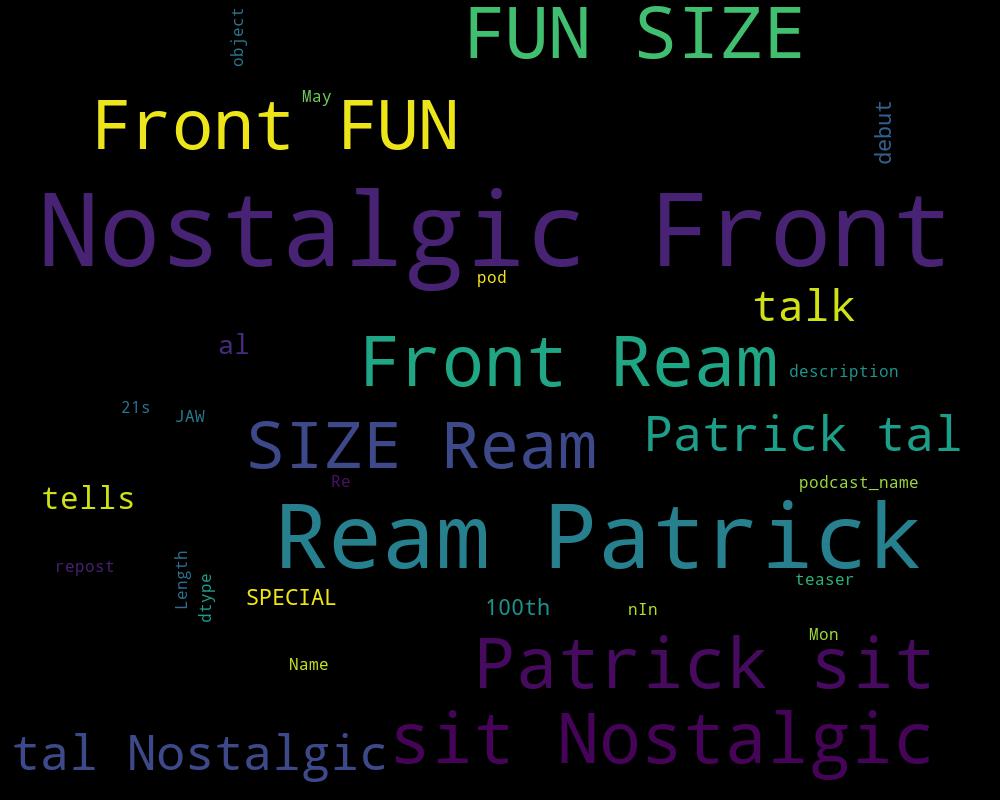 object
FUN SIZE
May
Front FUN
debut
Nostalgic Front
pod
talk
al
Front Ream
description
21s
JAW
SIZE Ream
Patrick tal
Re
podcast_name
tells
Ream Patrick
repost
Length
dtype
teaser
SPECIAL
100th
nIn
Mon
Name
Patrick sit
sit Nostalgic
tal Nostalgic